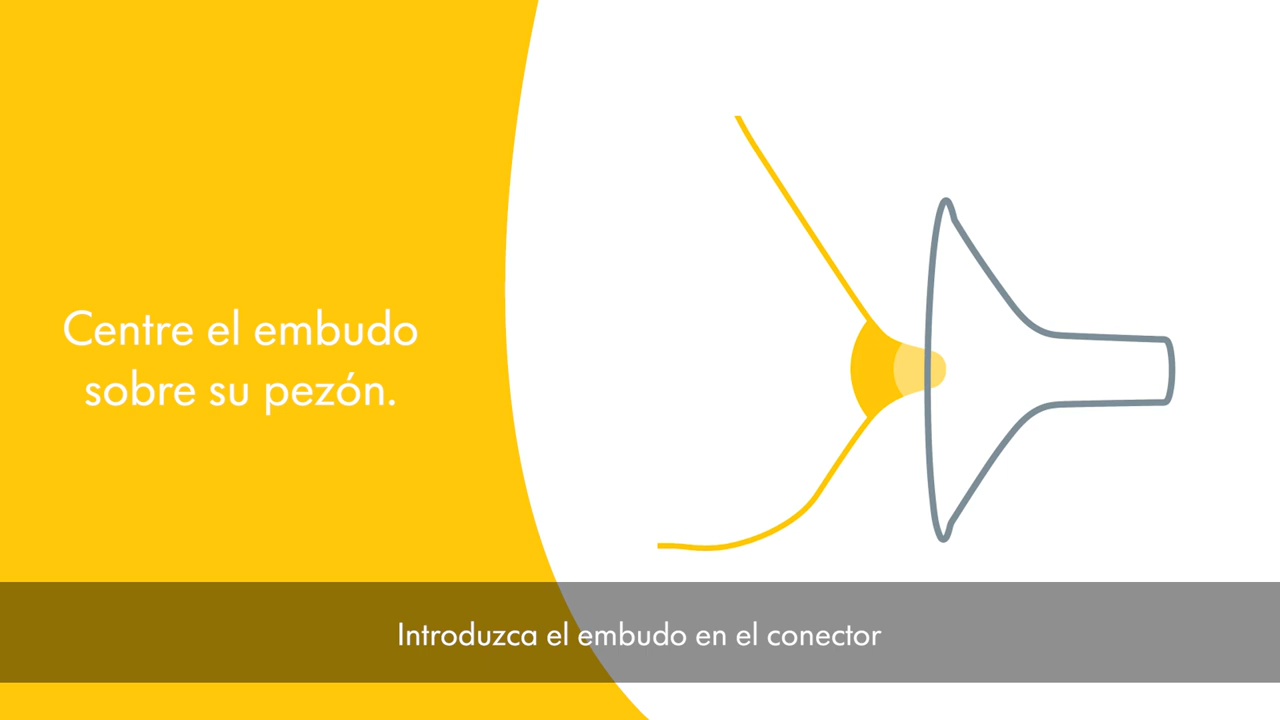 Centre el embudo
sobre su pezón.
Introduzca el embudo en el conector